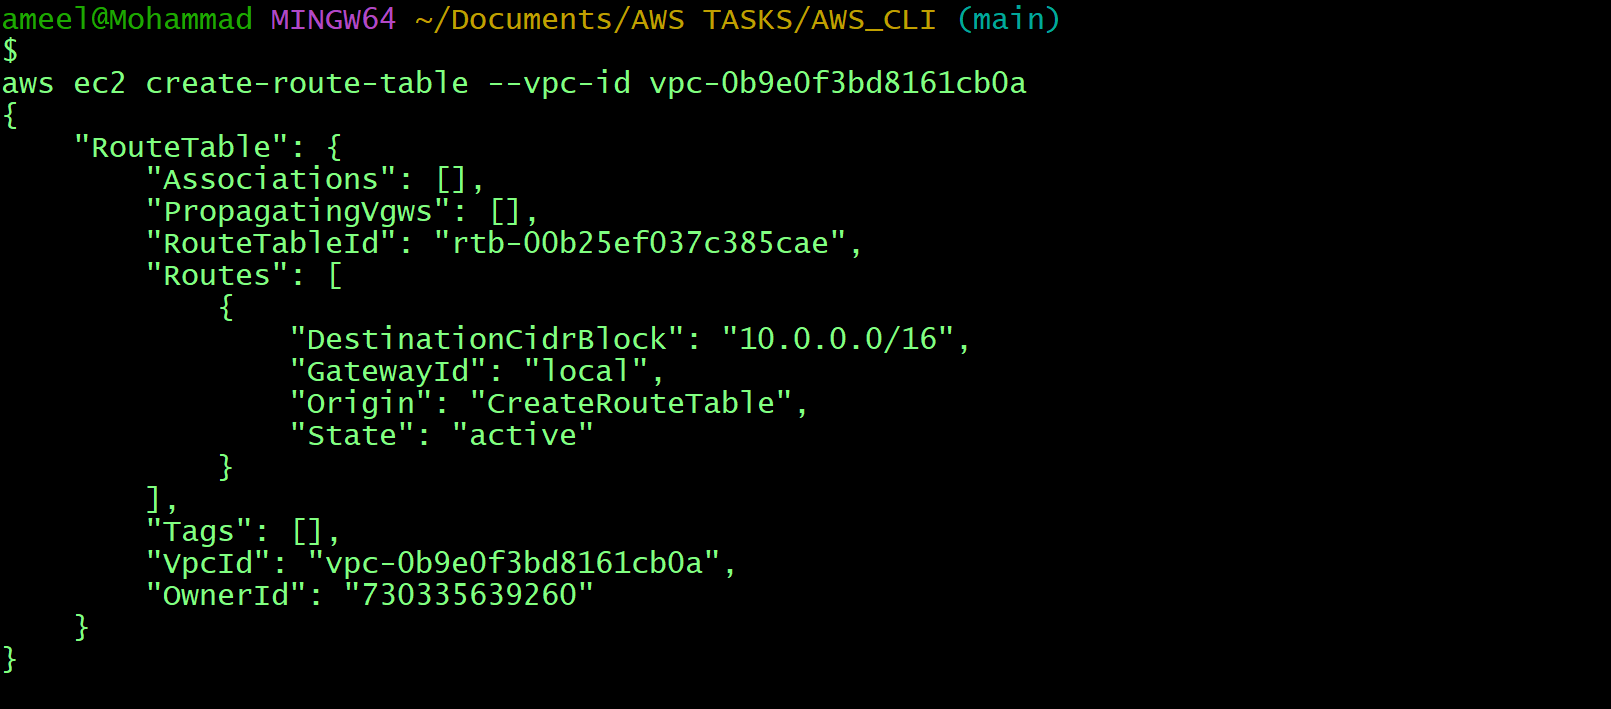 ameel@Mohammad MINGW64 ~/Documents/AWS TASKS/AWS_CLI (main)
$
aws ec2 create-route-table --vpc-id vpc-0b9e0f3bd8161cb0a
{
    "RouteTable": {
        "Associations": [],
        "PropagatingVgws": [],
        "RouteTableId": "rtb-00b25ef037c385cae",
        "Routes": [
            {
                "DestinationCidrBlock": "10.0.0.0/16",
                "GatewayId": "local",
                "Origin": "CreateRouteTable",
                "State": "active"
            }
        ],
        "Tags": [],
        "VpcId": "vpc-0b9e0f3bd8161cb0a",
        "OwnerId": "730335639260"
    }
}